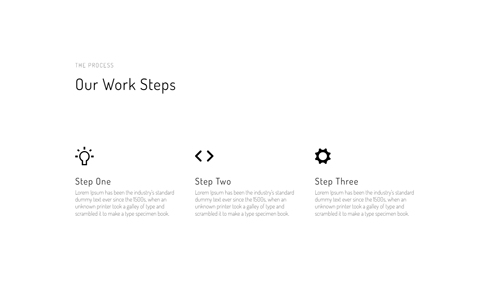 THE PROCESS
Our Work Steps
Step One
Lorem Ipsum has been the industry's standard
dummy text ever since the 1500s, when an
unknown printer took a galley of type and
scrambled it to make a type specimen book.
Step Two
Lorem Ipsum has been the industry's standard
dummy text ever since the 1500s, when an
unknown printer took a galley of type and
scrambled it to make a type specimen book.
Step Three
Lorem Ipsum has been the industry's standard
dummy text ever since the 1500s, when an
unknown printer took a galley of type and
scrambled it to make a type specimen book.